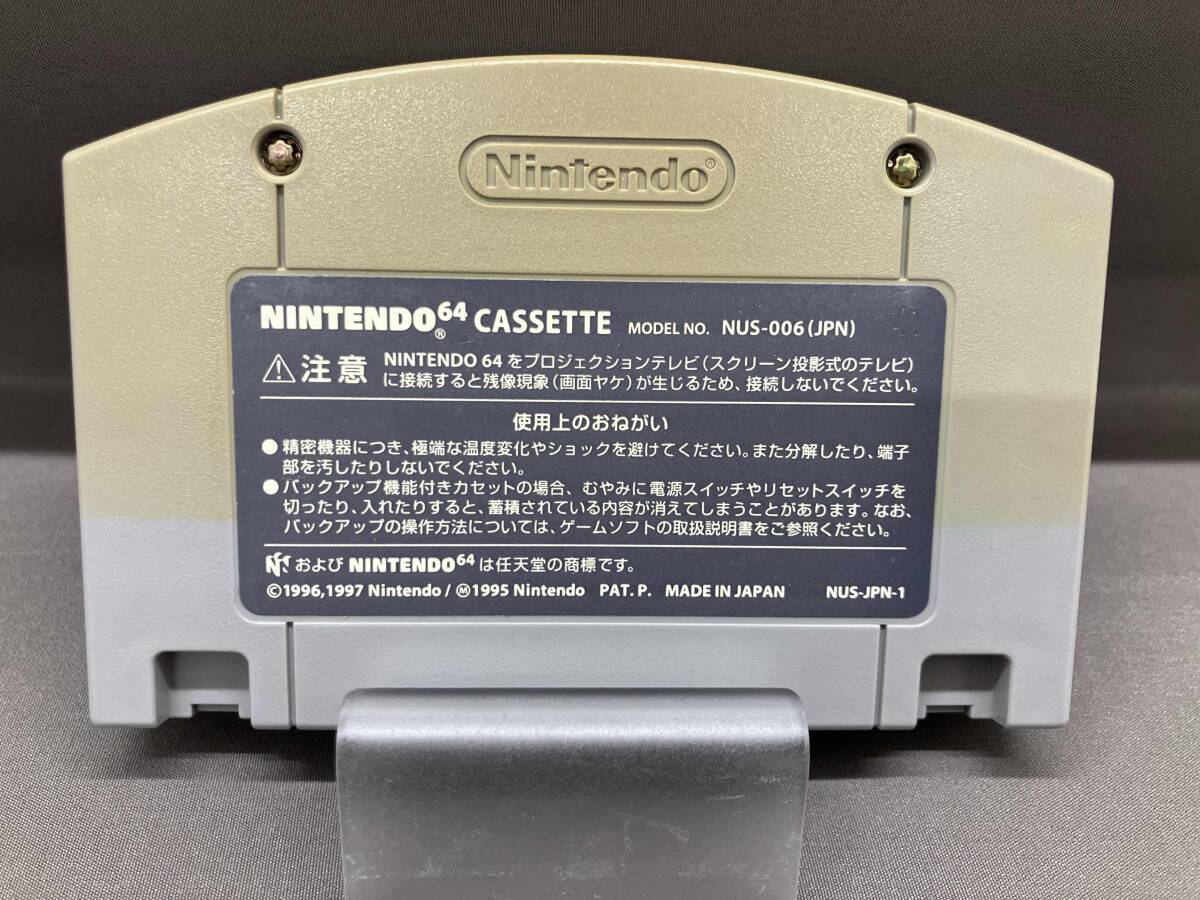 Nintendo®
NINTENDO64® CASSETTE MODEL NO. NUS-006(JPN)
⚠注意 NINTENDO 64 をプロジェクションテレビ(スクリーン投影式のテレビ)
に接続すると残像現象(画面ヤケ)が生じるため、接続しないでください。
使用上のおねがい
●精密機器につき、極端な温度変化やショックを避けてください。また分解したり、端子
部を汚したりしないでください。
●バックアップ機能付きカセットの場合、むやみに電源スイッチやリセットスイッチを
切ったり、入れたりすると、蓄積されている内容が消えてしまうことがあります。なお、
バックアップの操作方法については、ゲームソフトの取扱説明書をご参照ください。
および NINTENDO64 は任天堂の商標です。
©1996,1997 Nintendo/Ⓜ1995 Nintendo PAT.P. MADE IN JAPAN NUS-JPN-1